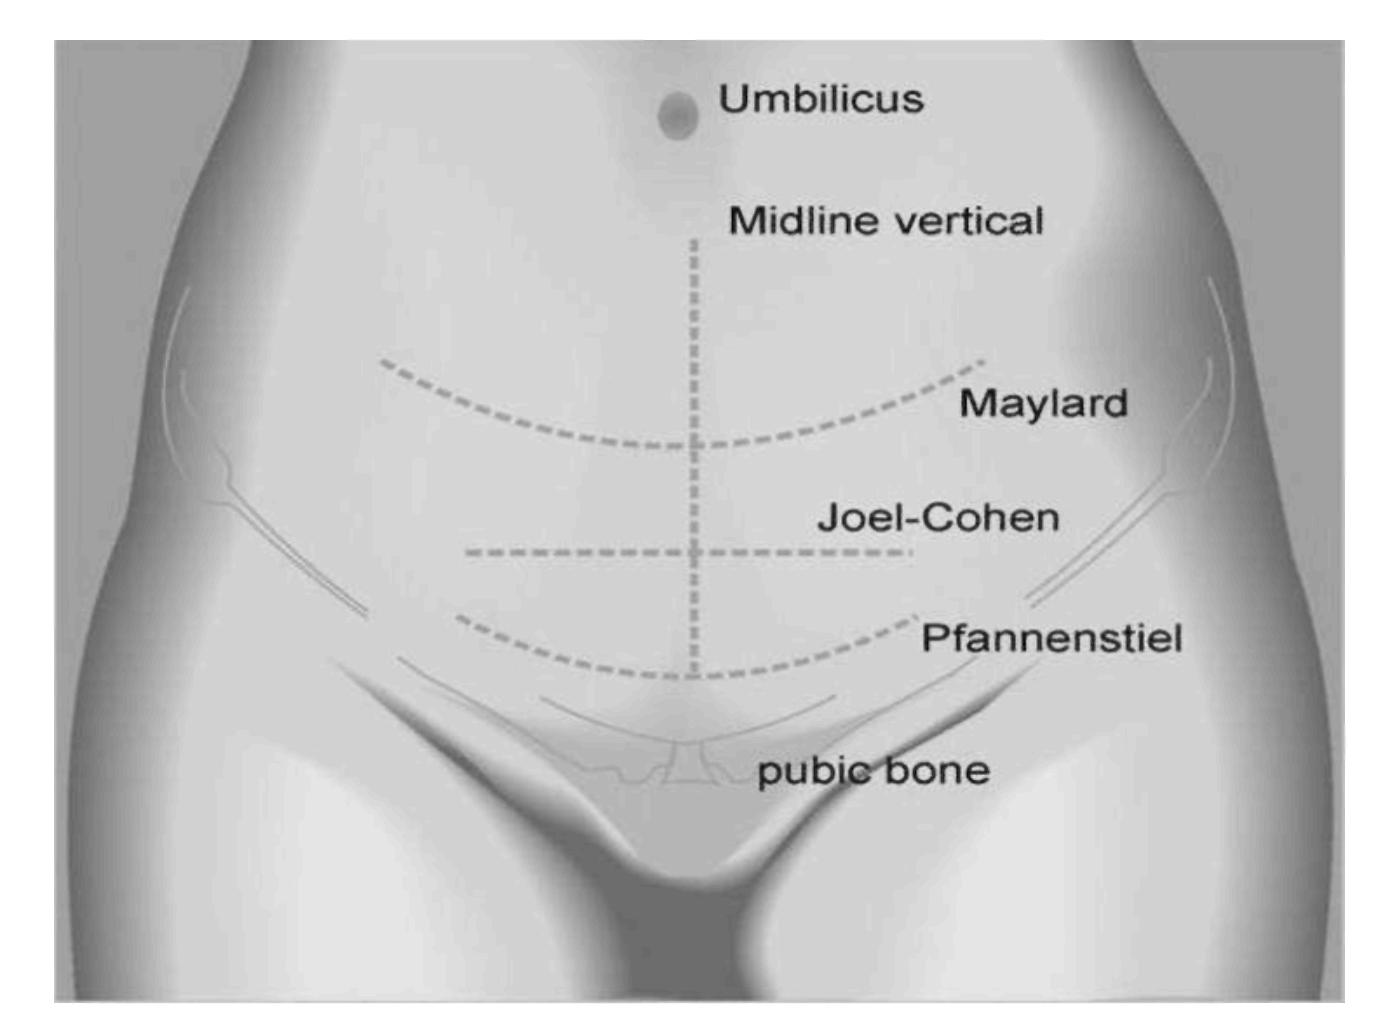 Umbilicus
Midline vertical
Maylard
Joel-Cohen
Pfannenstiel
pubic bone